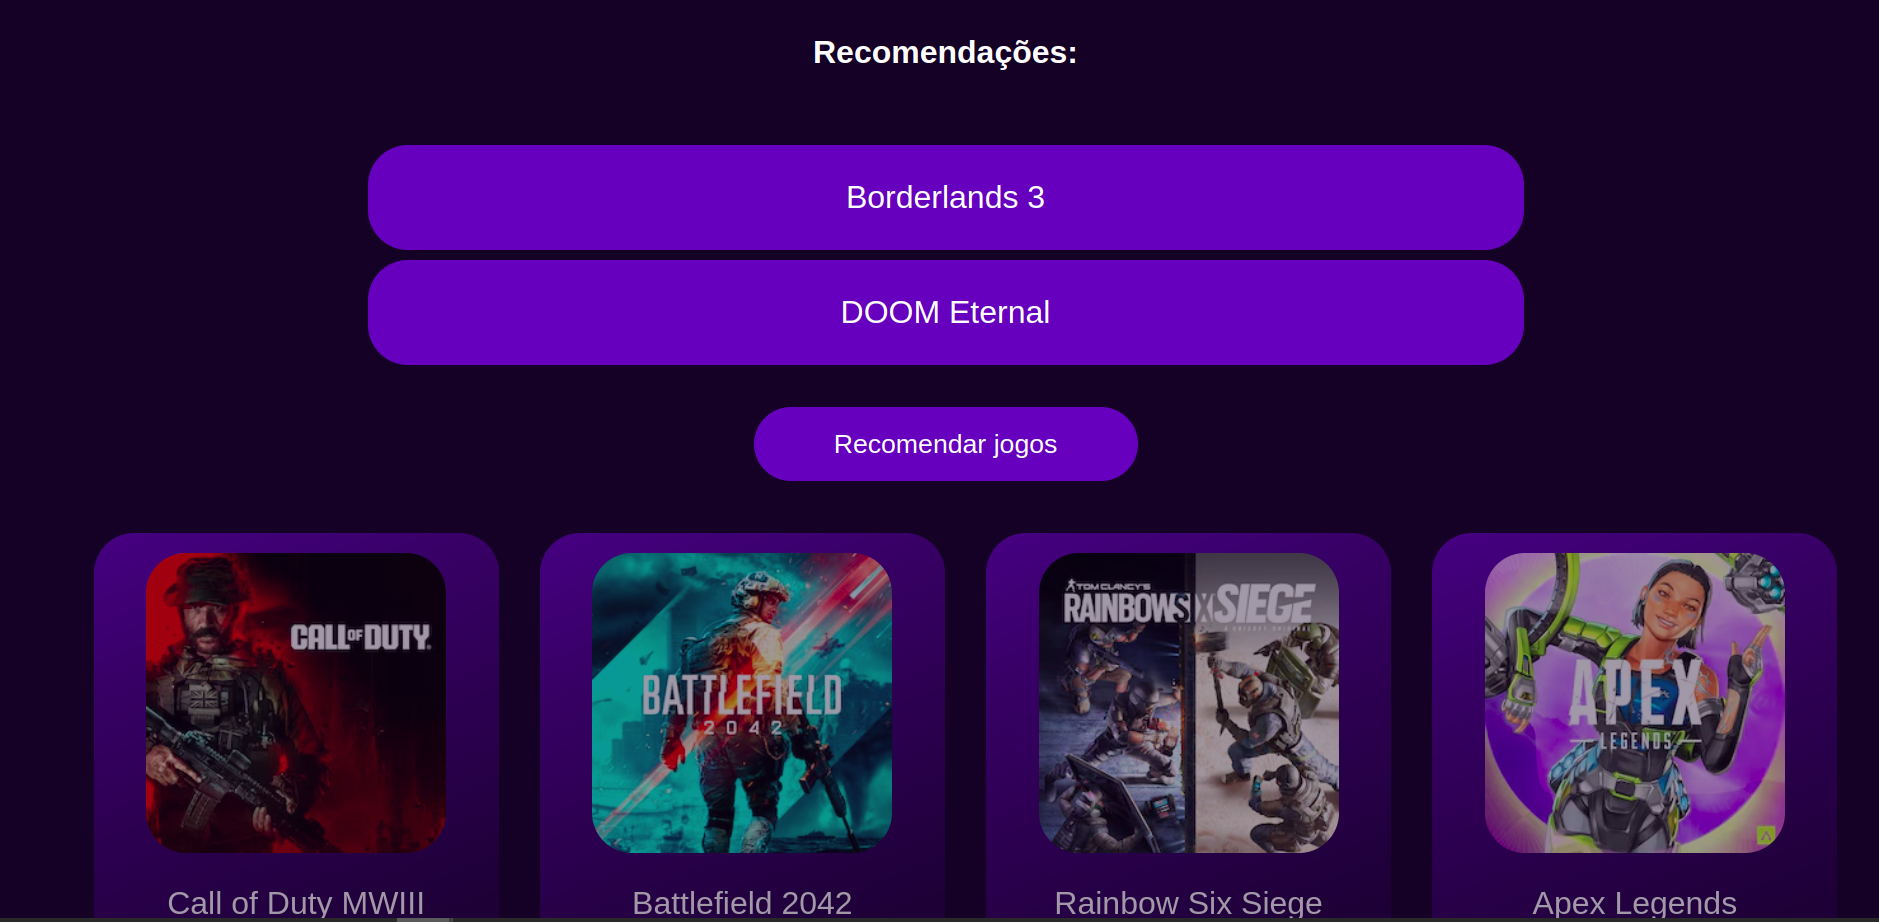 Recomendações:
Borderlands 3
DOOM Eternal
Recomendar jogos
CALL OF DUTY
BATTLEFIELD
2042
TOM CLANCY'S
RAINBOW SIX SIEGE
APEX
LEGENDS
Call of Duty MWIII
Battlefield 2042
Rainbow Six Siege
Apex Legends